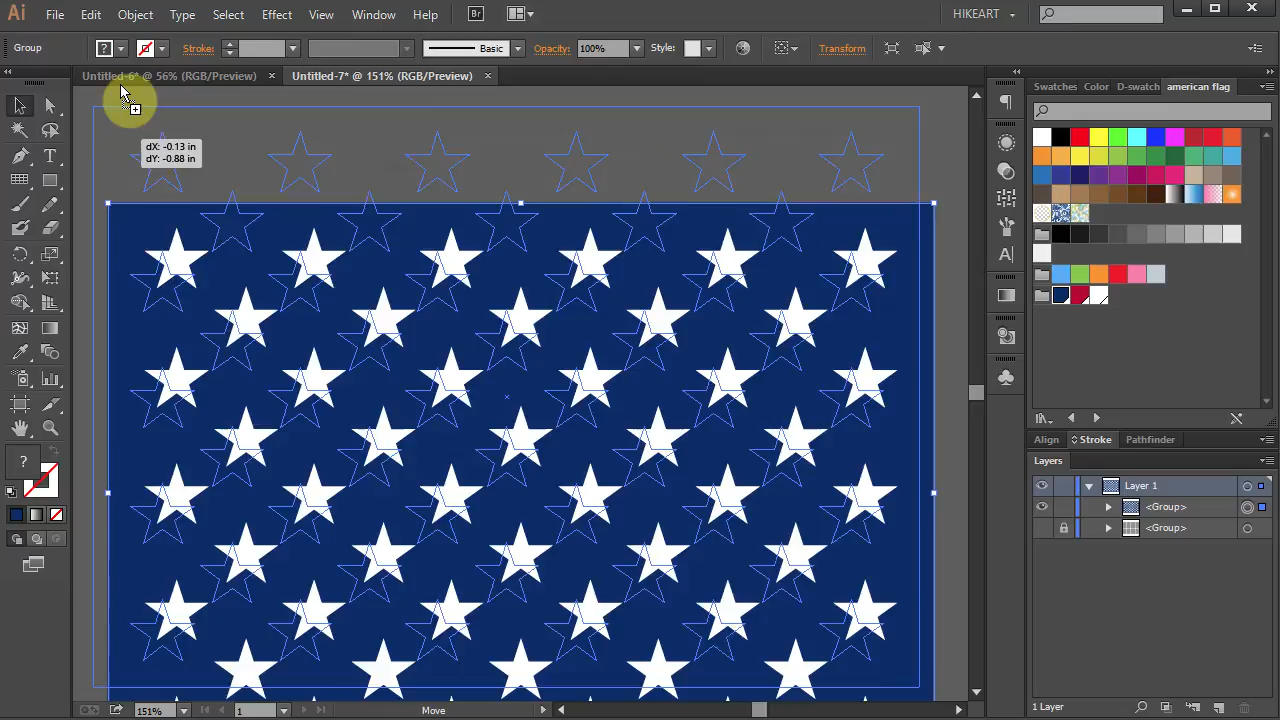 Ai File Edit Object Type Select Effect View Window Help Br HIKEART
Group ? Stroke: Basic Opacity: 100% Style: Transform
Untitled-6* @ 56% (RGB/Preview) × Untitled-7* @ 151% (RGB/Preview) ×
Swatches Color D-swatch american flag
dX: -0.13 in
dY: -0.88 in
Align Stroke Pathfinder
Layers
Layer 1
<Group>
<Group>
?
1 Layer
151% 1 Move